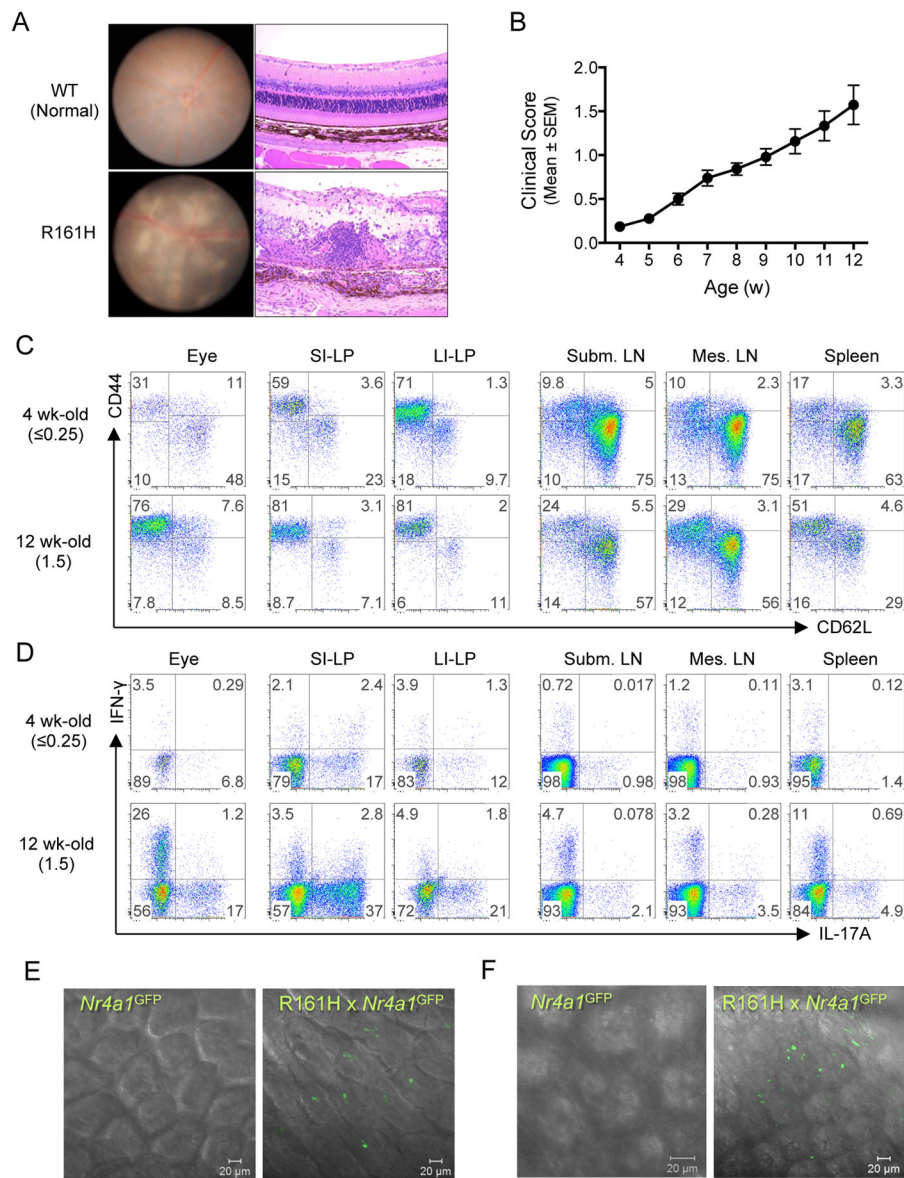 A
WT
(Normal)
R161H
B
Clinical Score
(Mean ± SEM)
2.0
1.5
1.0
0.5
0.0
4 5 6 7 8 9 10 11 12
Age (w)
C
Eye SI-LP LI-LP Subm. LN Mes. LN Spleen
CD44
4 wk-old
(≤0.25)
31 11 59 3.6 71 1.3 9.8 5 10 2.3 17 3.3
10 48 15 23 18 9.7 10 75 13 75 17 63
12 wk-old
(1.5)
76 7.6 81 3.1 81 2 24 5.5 29 3.1 51 4.6
7.8 8.5 8.7 7.1 6 11 14 57 12 56 16 29
CD62L
D
Eye SI-LP LI-LP Subm. LN Mes. LN Spleen
IFN-γ
4 wk-old
(≤0.25)
3.5 0.29 2.1 2.4 3.9 1.3 0.72 0.017 1.2 0.11 3.1 0.12
89 6.8 79 17 83 12 98 0.98 98 0.93 95 1.4
12 wk-old
(1.5)
26 1.2 3.5 2.8 4.9 1.8 4.7 0.078 3.2 0.28 11 0.69
56 17 57 37 72 21 93 2.1 93 3.5 84 4.9
IL-17A
E
Nr4a1GFP
20 µm
R161H x Nr4a1GFP
20 µm
F
Nr4a1GFP
20 µm
R161H x Nr4a1GFP
20 µm